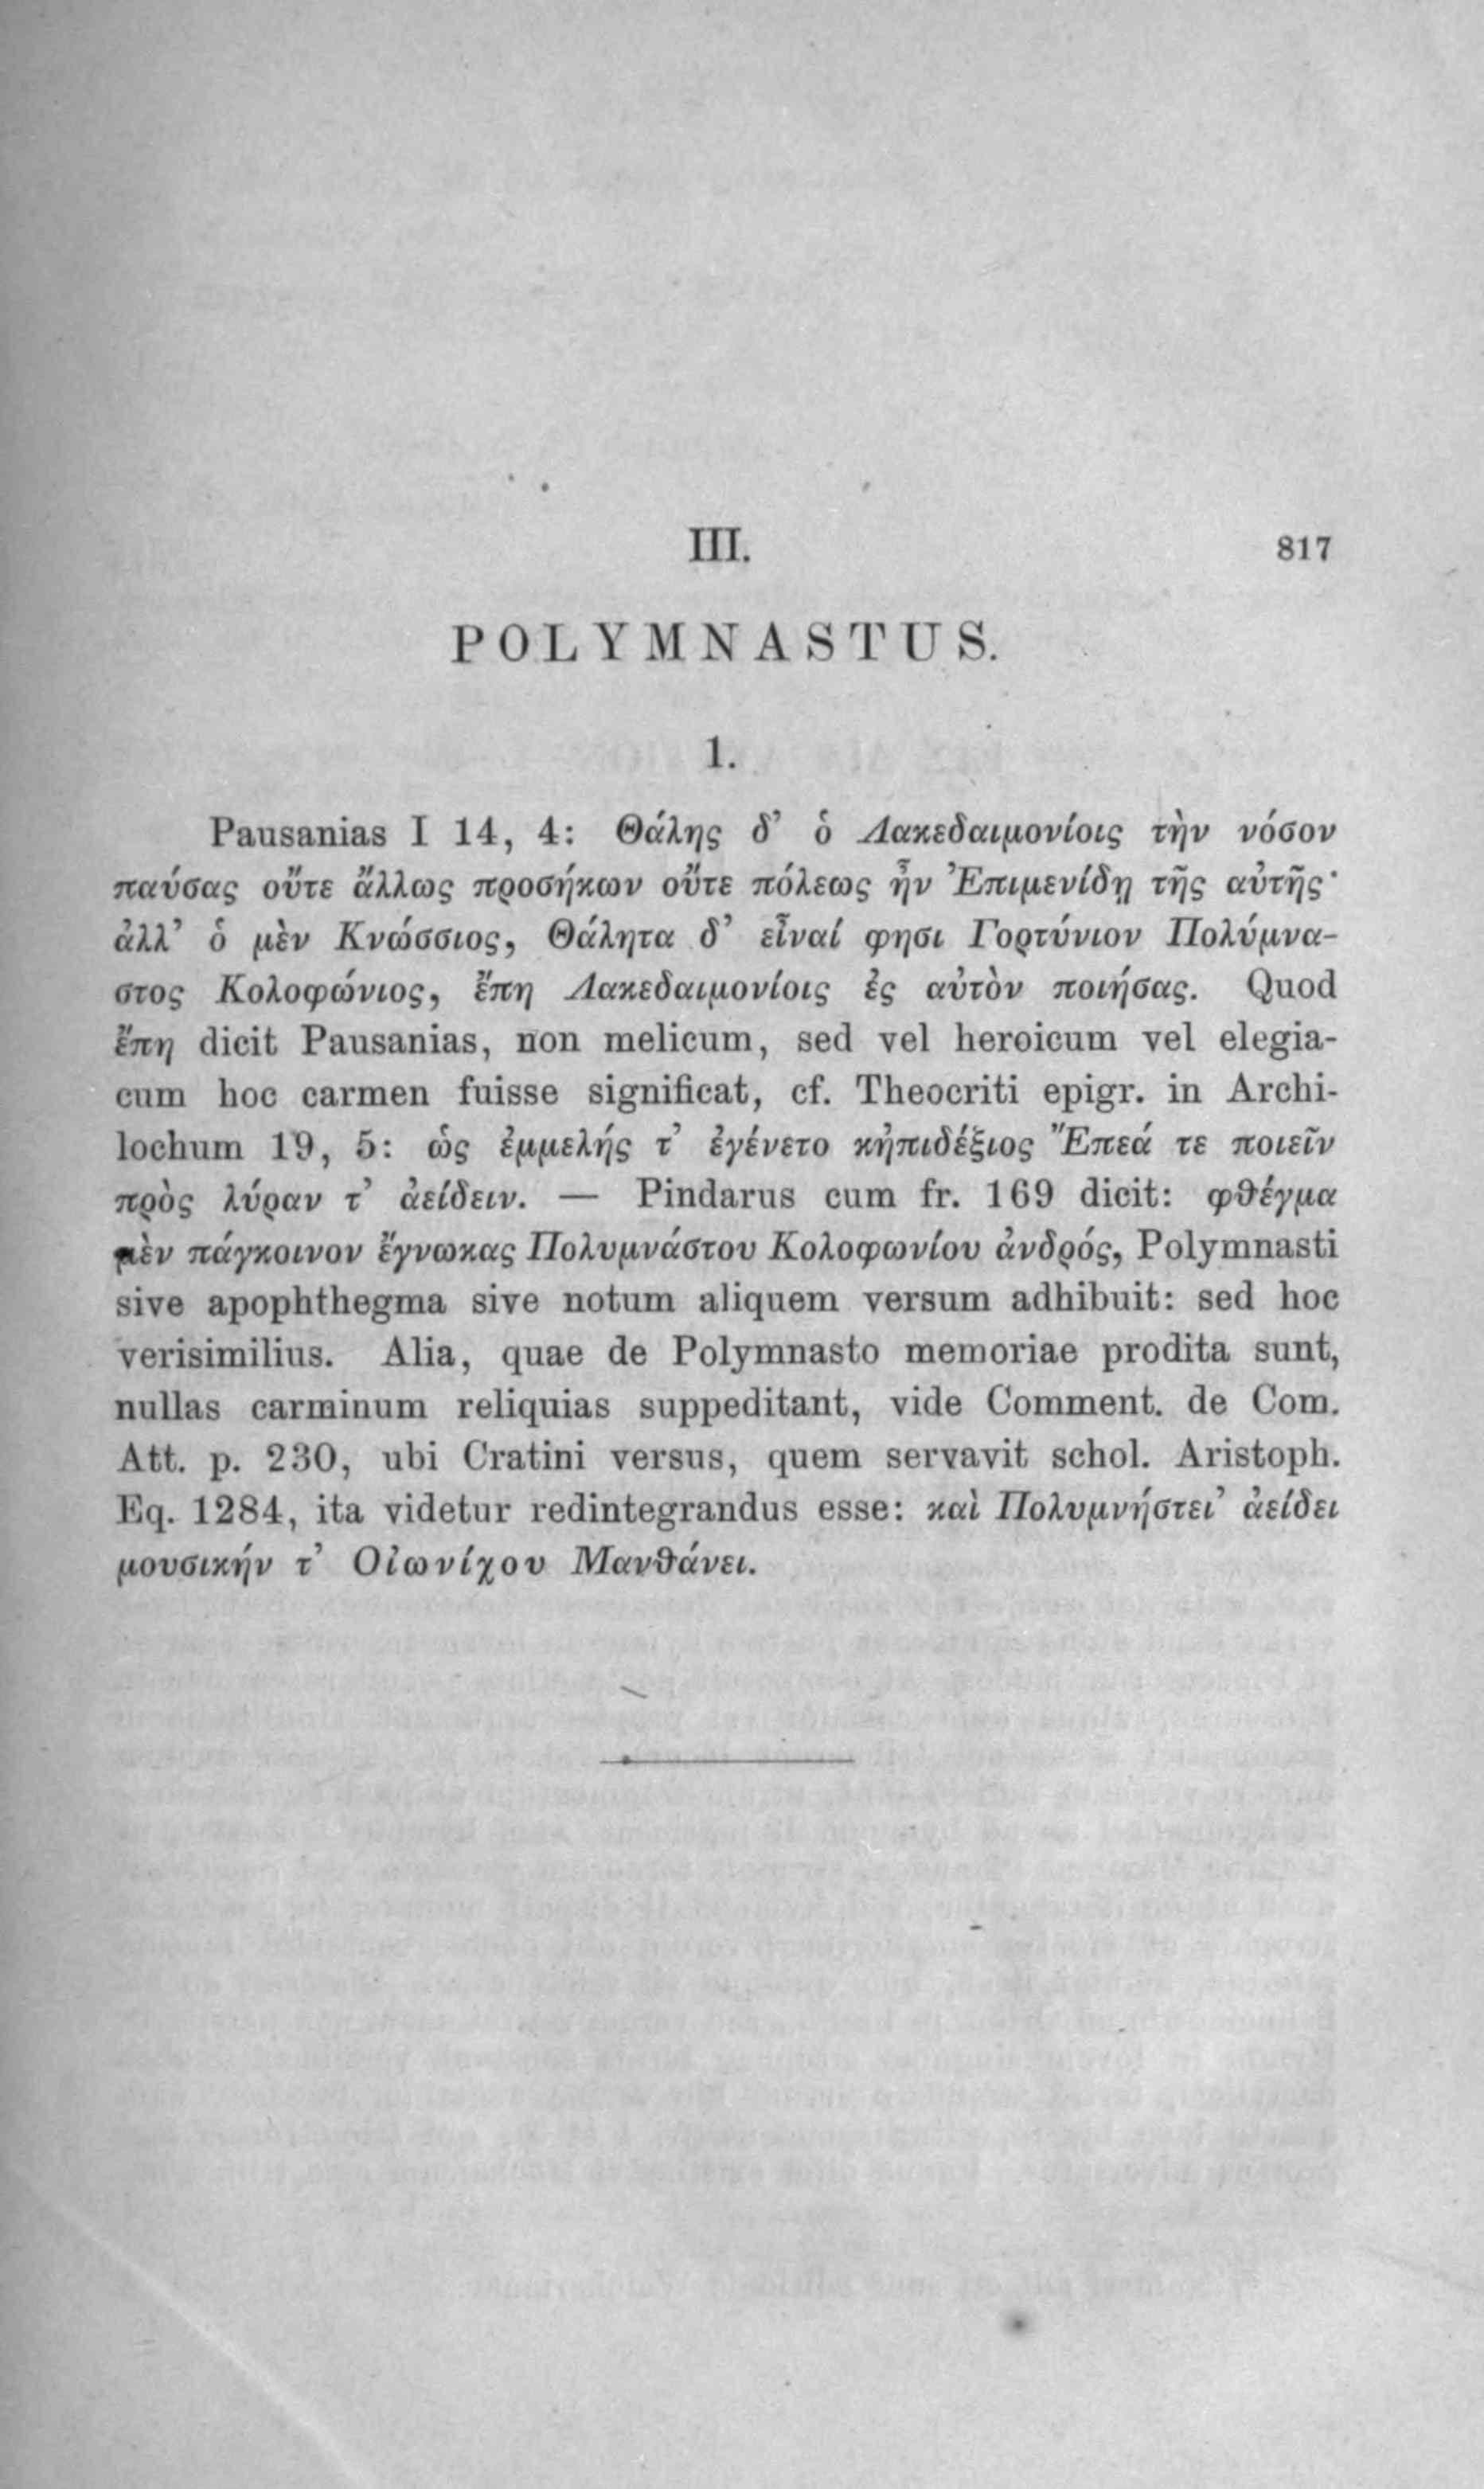 III. 817
POLYMNASTUS.
1.
Pausanias I 14, 4: Θάλης δ’ ὁ Λακεδαιμονίοις τὴν νόσον
παύσας οὔτε ἄλλως προσήκων οὔτε πόλεως ἦν Ἐπιμενίδῃ τῆς αὐτῆς·
ἀλλ’ ὁ μὲν Κνώσσιος, Θάλητα δ’ εἶναί φησι Γορτύνιον Πολύμνα-
στος Κολοφώνιος, ἔπη Λακεδαιμονίοις ἐς αὐτὸν ποιήσας. Quod
ἔπη dicit Pausanias, non melicum, sed vel heroicum vel elegia-
cum hoc carmen fuisse significat, cf. Theocriti epigr. in Archi-
lochum 19, 5: ὡς ἐμμελής τ’ ἐγένετο κἠπιδέξιος Ἔπεά τε ποιεῖν
πρὸς λύραν τ’ ἀείδειν. — Pindarus cum fr. 169 dicit: φθέγμα
μὲν πάγκοινον ἔγνωκας Πολυμνάστου Κολοφωνίου ἀνδρός, Polymnasti
sive apophthegma sive notum aliquem versum adhibuit: sed hoc
verisimilius. Alia, quae de Polymnasto memoriae prodita sunt,
nullas carminum reliquias suppeditant, vide Comment. de Com.
Att. p. 230, ubi Cratini versus, quem servavit schol. Aristoph.
Eq. 1284, ita videtur redintegrandus esse: καὶ Πολυμνήστει’ ἀείδει
μουσικήν τ’ Οἰωνίχου Μανθάνει.